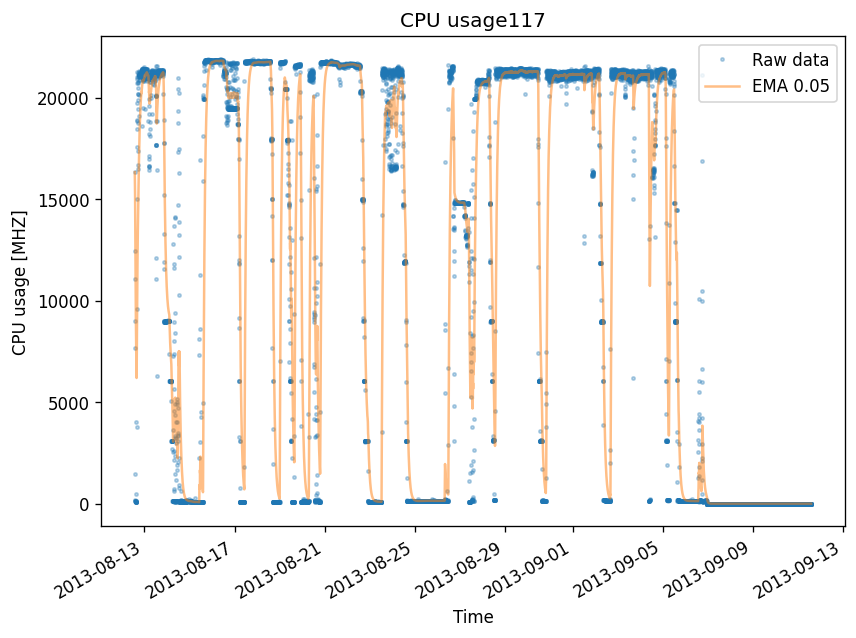 CPU usage117
Raw data
EMA 0.05
CPU usage [MHZ]
20000
15000
10000
5000
0
2013-08-13
2013-08-17
2013-08-21
2013-08-25
2013-08-29
2013-09-01
2013-09-05
2013-09-09
2013-09-13
Time